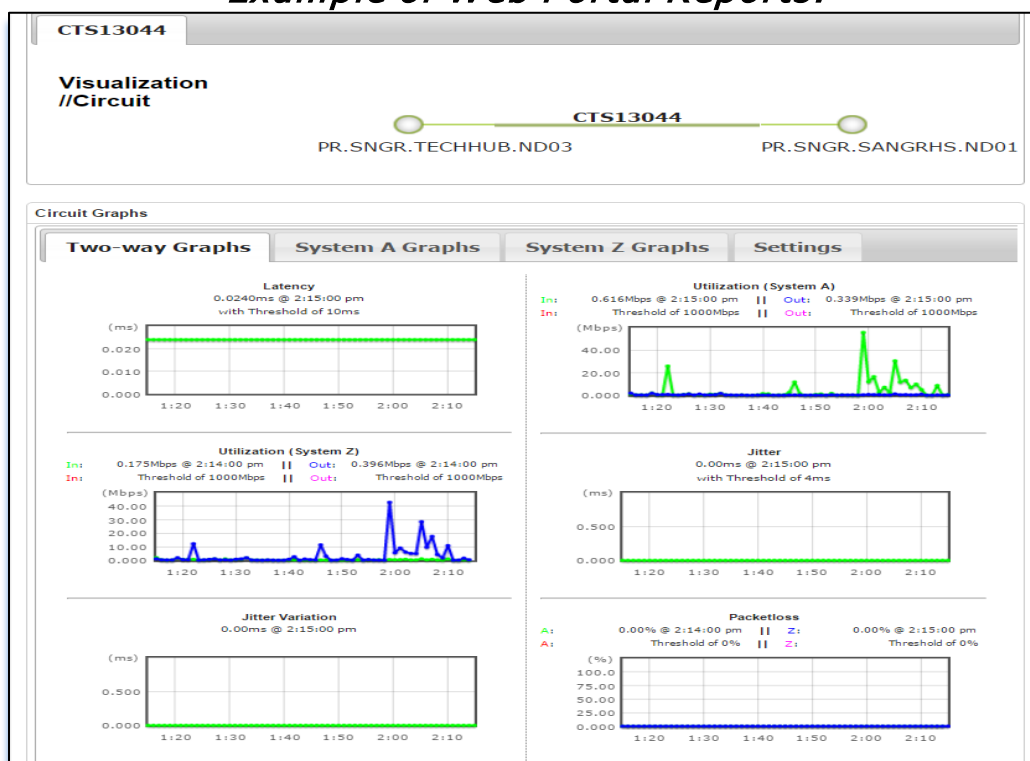 Example of Web Portal Reports:
CTS13044
Visualization
//Circuit
CTS13044
PR.SNGR.TECHHUB.ND03
PR.SNGR.SANGRHS.ND01
Circuit Graphs
Two-way Graphs
System A Graphs
System Z Graphs
Settings
Latency
0.0240ms @ 2:15:00 pm
with Threshold of 10ms
(ms)
0.020
0.010
0.000
1:20 1:30 1:40 1:50 2:00 2:10
Utilization (System A)
In: 0.616Mbps @ 2:15:00 pm || Out: 0.339Mbps @ 2:15:00 pm
In: Threshold of 1000Mbps || Out: Threshold of 1000Mbps
(Mbps)
40.00
20.00
0.000
1:20 1:30 1:40 1:50 2:00 2:10
Utilization (System Z)
In: 0.175Mbps @ 2:14:00 pm || Out: 0.396Mbps @ 2:14:00 pm
In: Threshold of 1000Mbps || Out: Threshold of 1000Mbps
(Mbps)
40.00
30.00
20.00
10.00
0.000
1:20 1:30 1:40 1:50 2:00 2:10
Jitter
0.00ms @ 2:15:00 pm
with Threshold of 4ms
(ms)
0.500
0.000
1:20 1:30 1:40 1:50 2:00 2:10
Jitter Variation
0.00ms @ 2:15:00 pm
(ms)
0.500
0.000
1:20 1:30 1:40 1:50 2:00 2:10
Packetloss
A: 0.00% @ 2:14:00 pm || Z: 0.00% @ 2:15:00 pm
A: Threshold of 0% || Z: Threshold of 0%
(%)
100.0
75.00
50.00
25.00
0.000
1:20 1:30 1:40 1:50 2:00 2:10